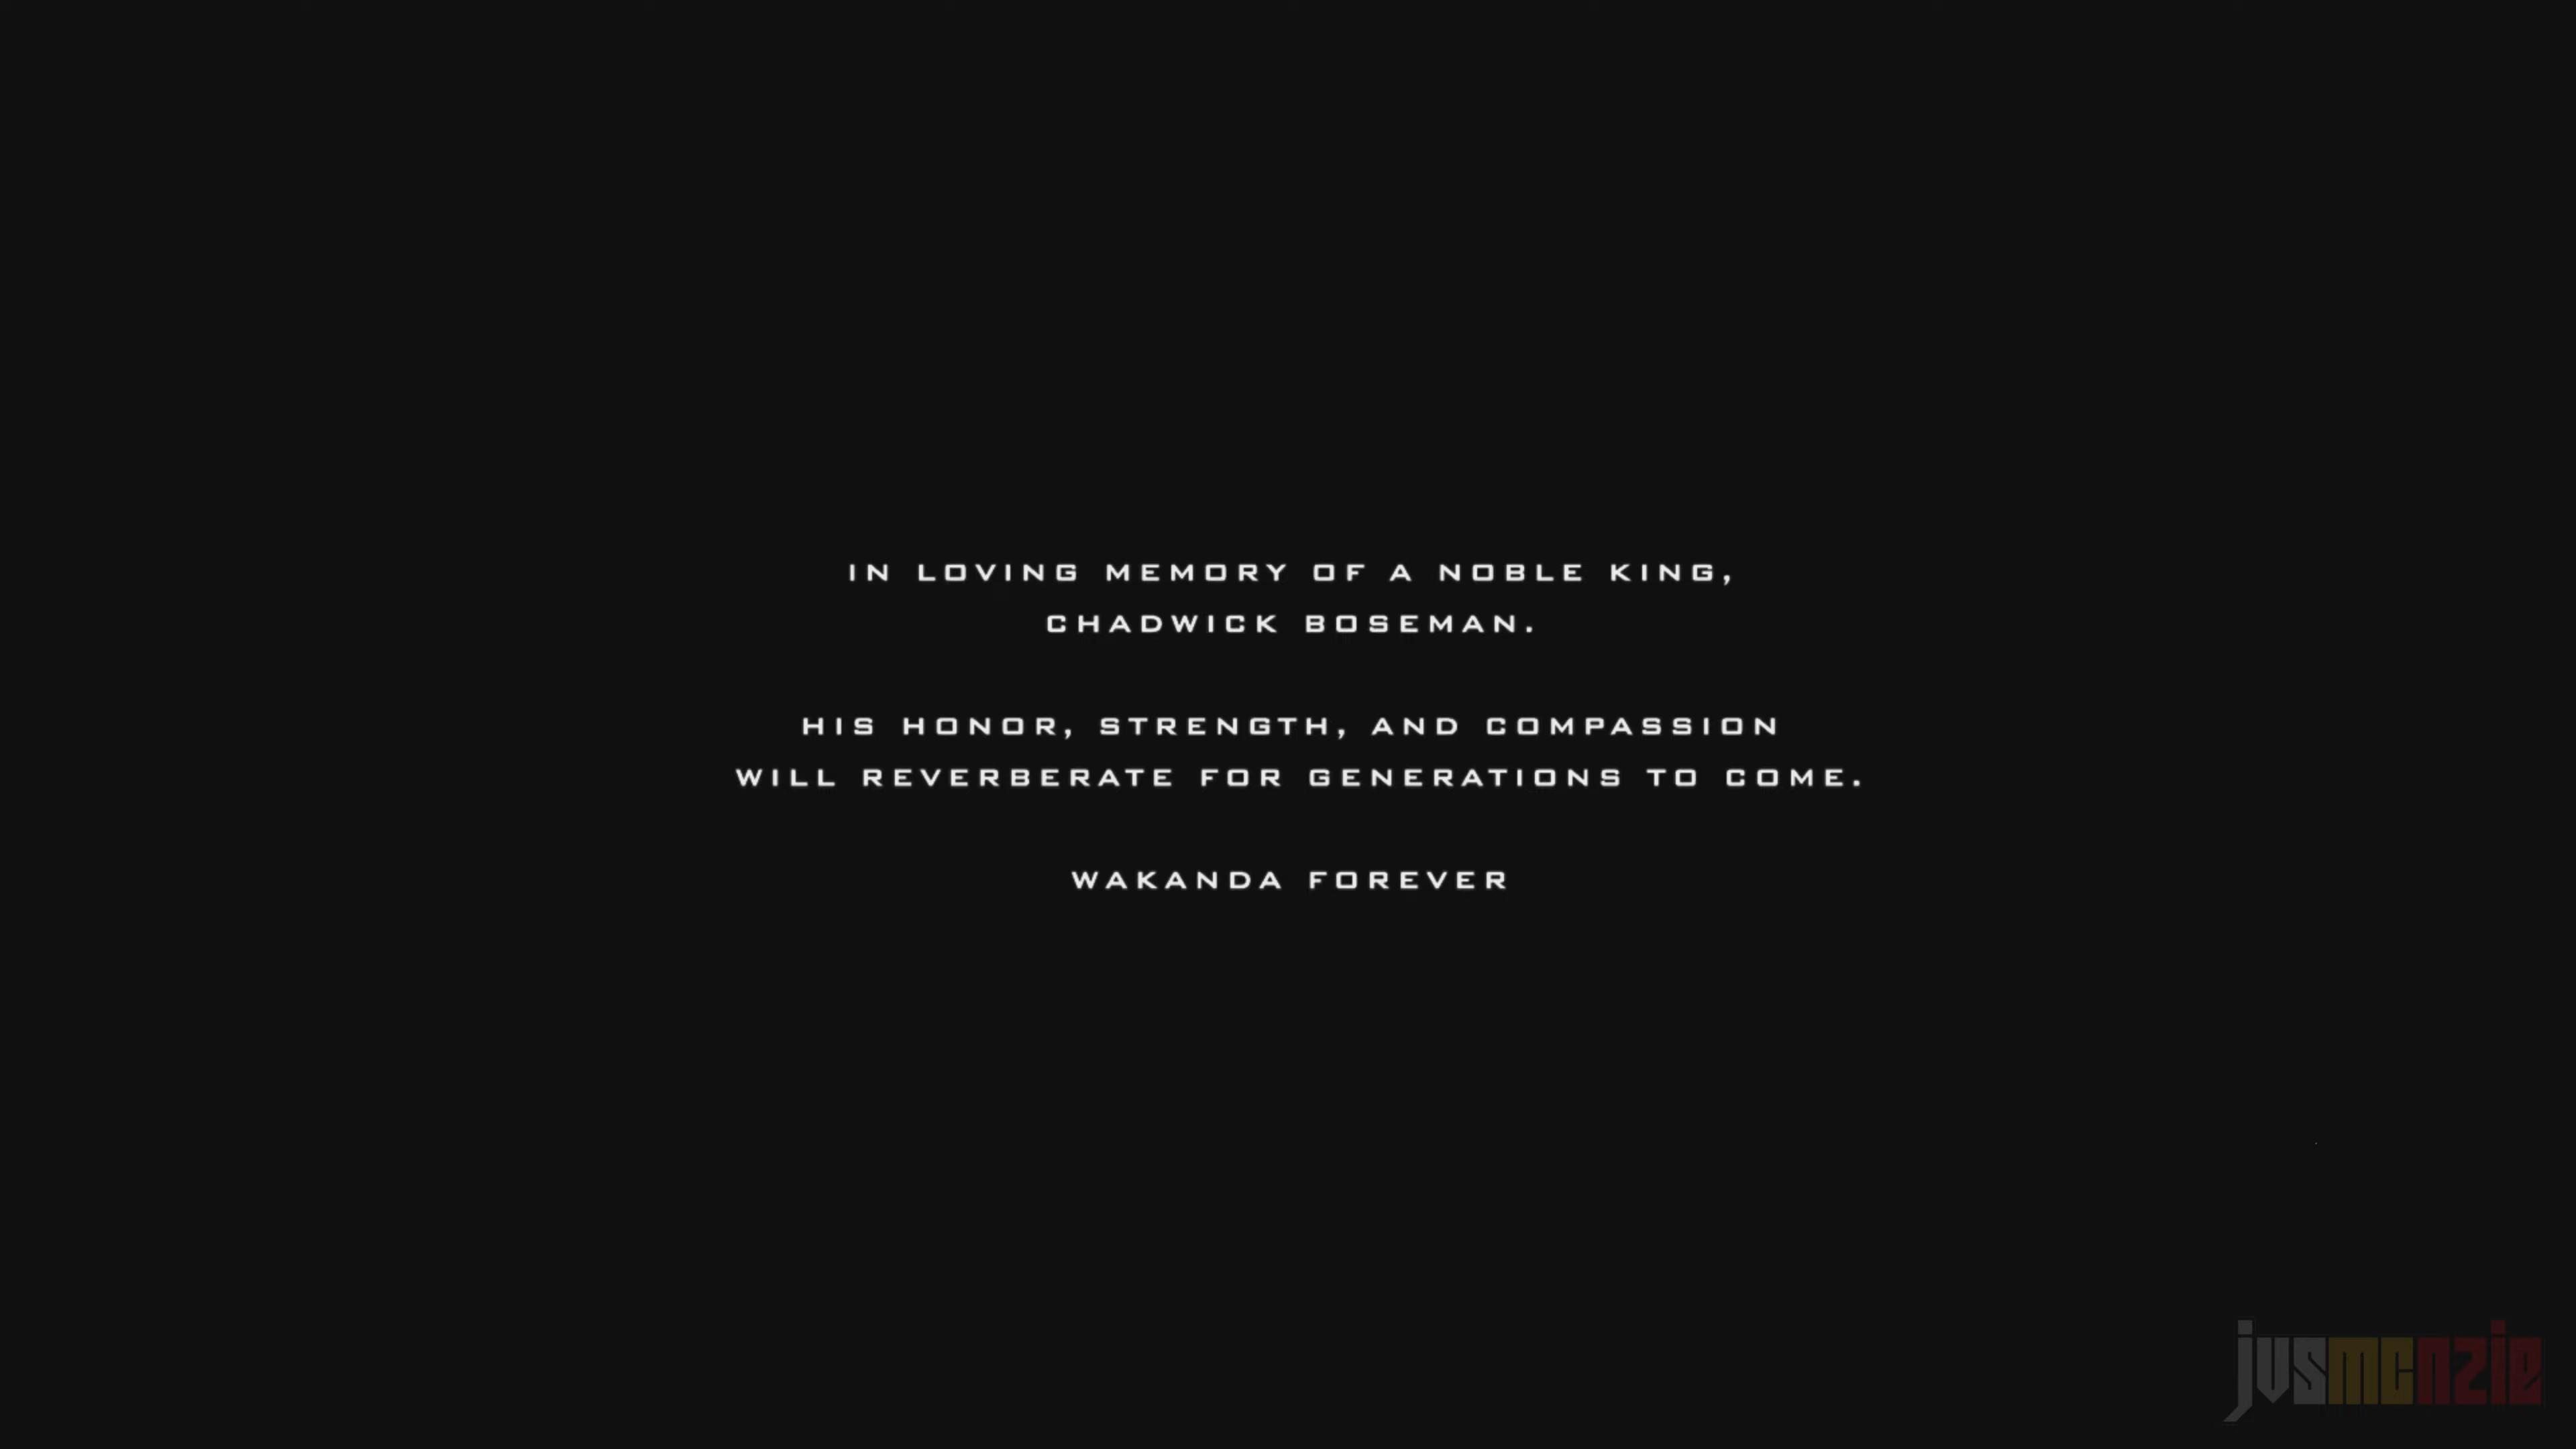 IN LOVING MEMORY OF A NOBLE KING,
CHADWICK BOSEMAN.
HIS HONOR, STRENGTH, AND COMPASSION
WILL REVERBERATE FOR GENERATIONS TO COME.
WAKANDA FOREVER
jvsmcnzie